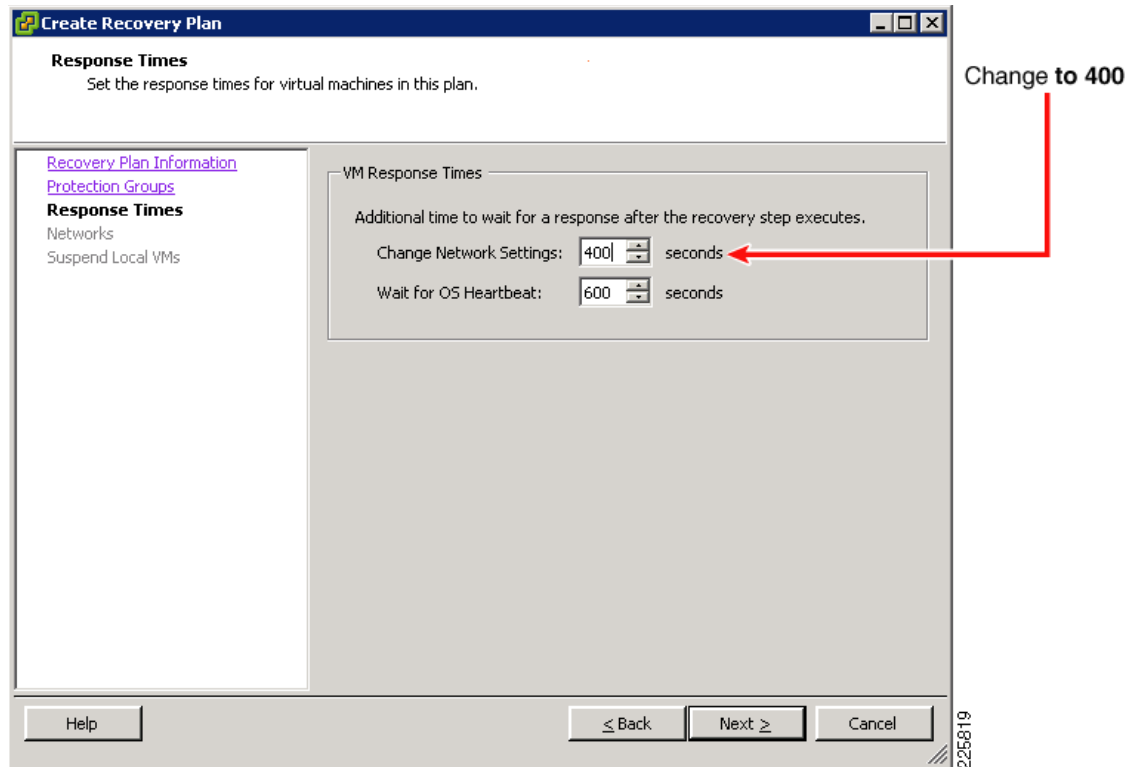 Create Recovery Plan
Response Times
Set the response times for virtual machines in this plan.
Change to 400
Recovery Plan Information
Protection Groups
Response Times
Networks
Suspend Local VMs
VM Response Times
Additional time to wait for a response after the recovery step executes.
Change Network Settings: 400 seconds
Wait for OS Heartbeat: 600 seconds
Help
< Back
Next >
Cancel
225819